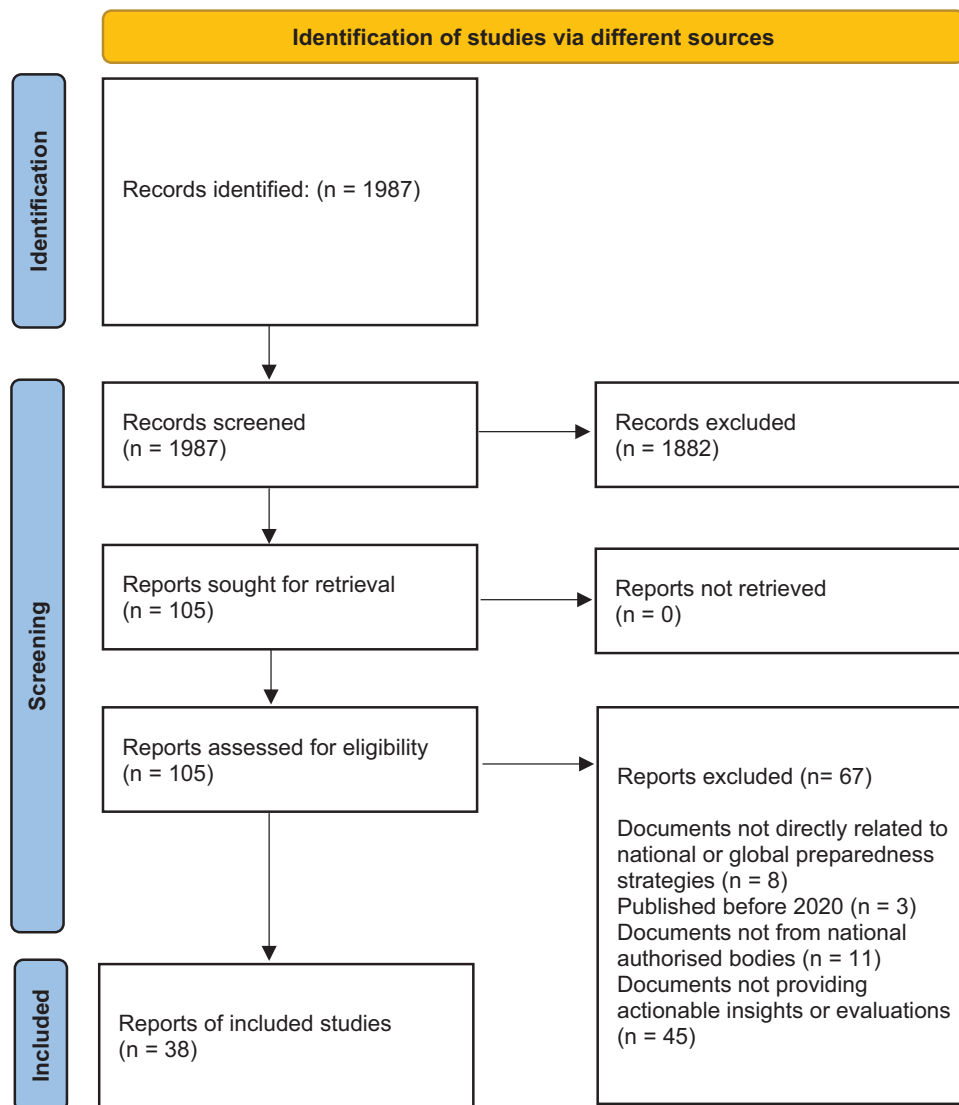 Identification of studies via different sources
Identification
Records identified: (n = 1987)
Screening
Records screened
(n = 1987)
Records excluded
(n = 1882)
Reports sought for retrieval
(n = 105)
Reports not retrieved
(n = 0)
Reports assessed for eligibility
(n = 105)
Reports excluded (n= 67)
Documents not directly related to
national or global preparedness
strategies (n = 8)
Published before 2020 (n = 3)
Documents not from national
authorised bodies (n = 11)
Documents not providing
actionable insights or evaluations
(n = 45)
Included
Reports of included studies
(n = 38)